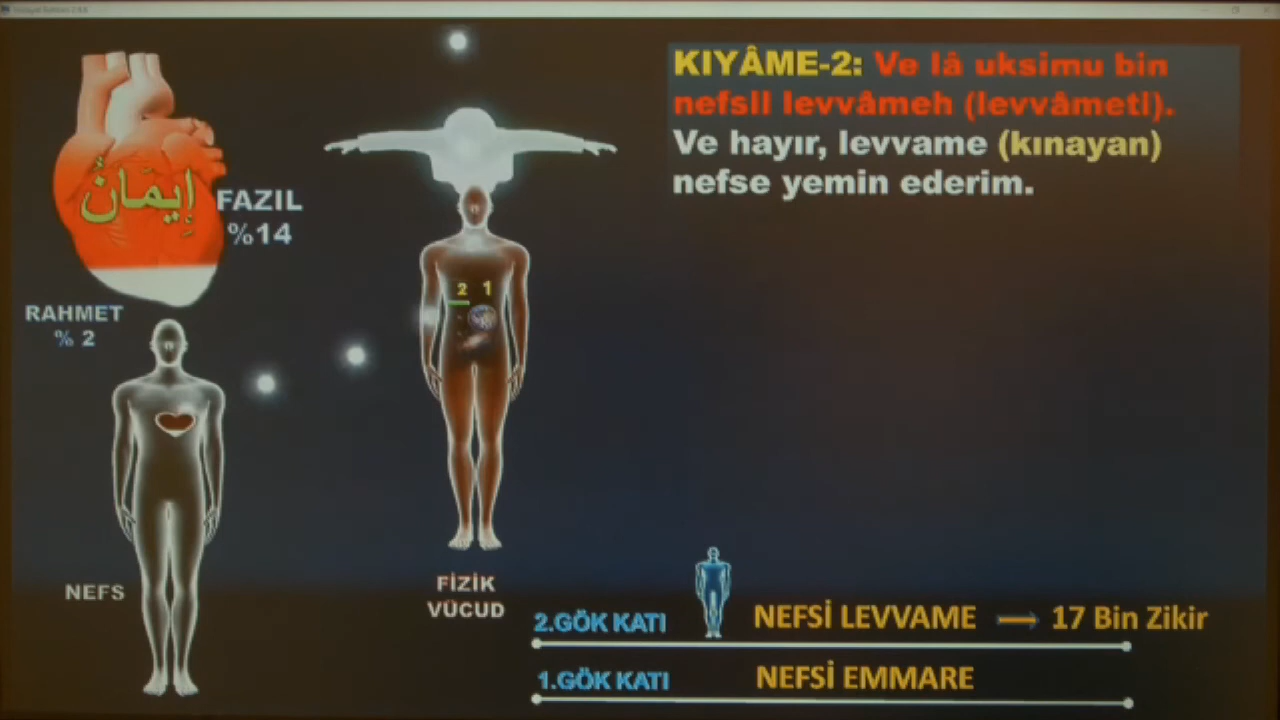 KIYÂME-2: Ve lâ uksimu bin
nefsil levvâmeh (levvâmeti).
Ve hayır, levvame (kınayan)
nefse yemin ederim.
إِيمَانُ
FAZIL
%14
RAHMET
% 2
2 1
NEFS
FİZİK
VÜCUD
2.GÖK KATI NEFSİ LEVVAME 17 Bin Zikir
1.GÖK KATI NEFSİ EMMARE